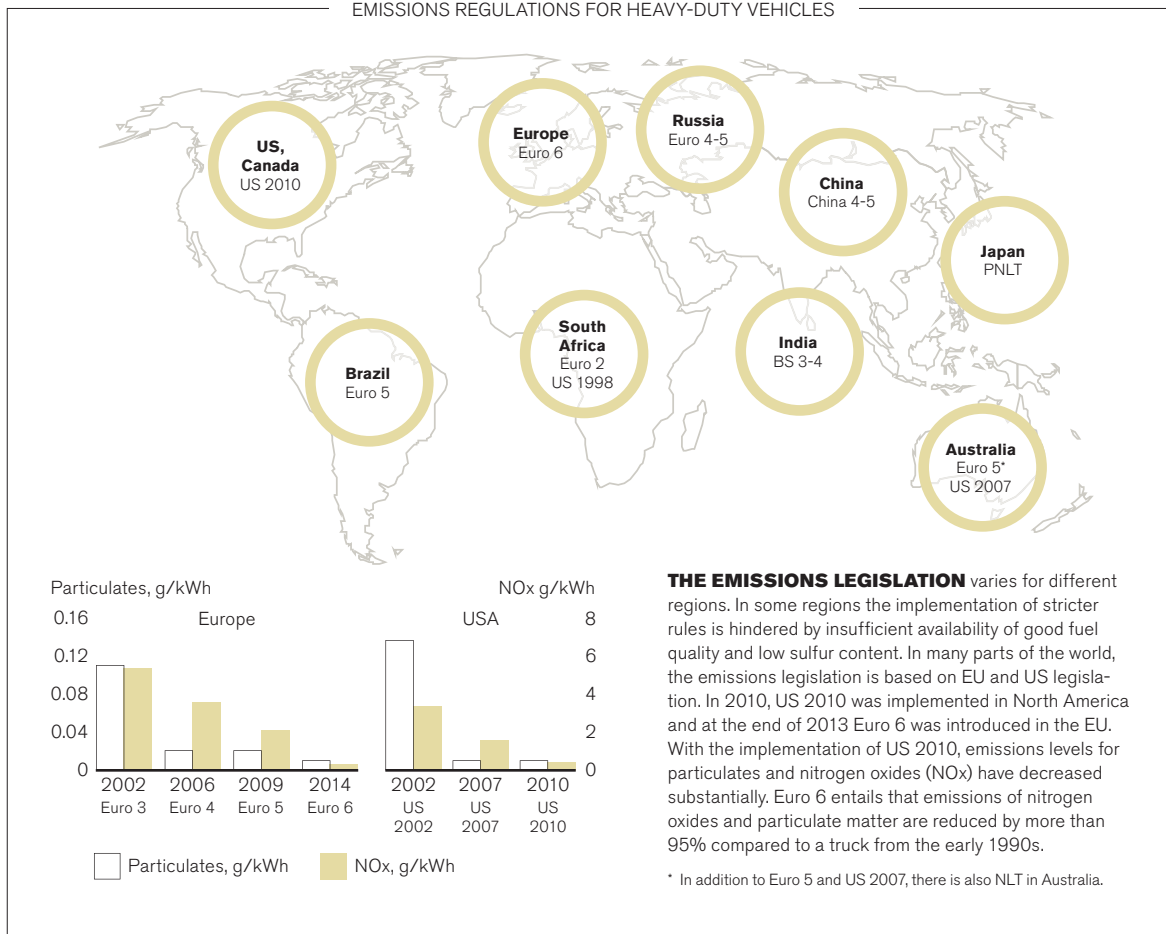 EMISSIONS REGULATIONS FOR HEAVY-DUTY VEHICLES
US,
Canada
US 2010
Europe
Euro 6
Russia
Euro 4-5
China
China 4-5
Japan
PNLT
Brazil
Euro 5
South
Africa
Euro 2
US 1998
India
BS 3-4
Australia
Euro 5*
US 2007
Particulates, g/kWh
NOx g/kWh
Europe
USA
0.16
0.12
0.08
0.04
0
8
6
4
2
0
2002
Euro 3
2006
Euro 4
2009
Euro 5
2014
Euro 6
2002
US
2002
2007
US
2007
2010
US
2010
Particulates, g/kWh
NOx, g/kWh
THE EMISSIONS LEGISLATION varies for different
regions. In some regions the implementation of stricter
rules is hindered by insufficient availability of good fuel
quality and low sulfur content. In many parts of the world,
the emissions legislation is based on EU and US legisla-
tion. In 2010, US 2010 was implemented in North America
and at the end of 2013 Euro 6 was introduced in the EU.
With the implementation of US 2010, emissions levels for
particulates and nitrogen oxides (NOx) have decreased
substantially. Euro 6 entails that emissions of nitrogen
oxides and particulate matter are reduced by more than
95% compared to a truck from the early 1990s.
* In addition to Euro 5 and US 2007, there is also NLT in Australia.